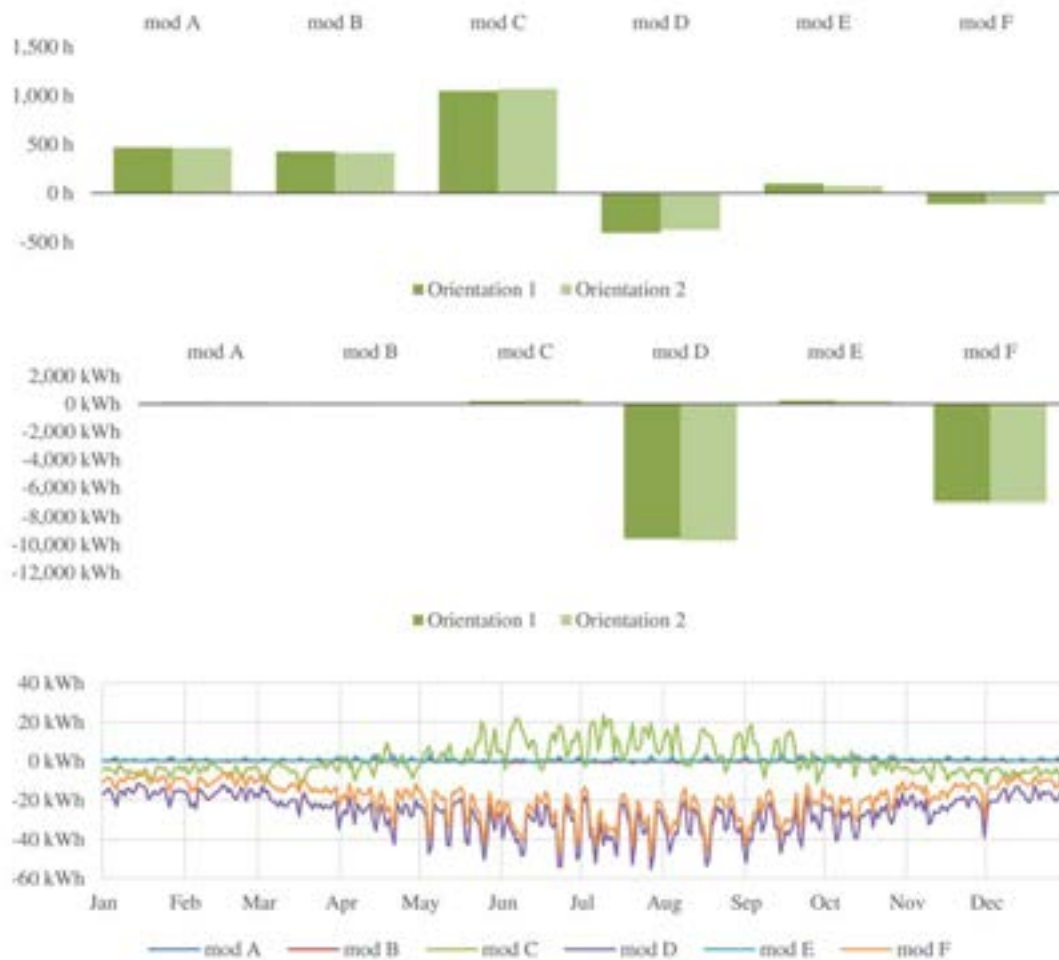 mod A mod B mod C mod D mod E mod F
1,500 h
1,000 h
500 h
0 h
-500 h
Orientation 1 Orientation 2
mod A mod B mod C mod D mod E mod F
2,000 kWh
0 kWh
-2,000 kWh
-4,000 kWh
-6,000 kWh
-8,000 kWh
-10,000 kWh
-12,000 kWh
Orientation 1 Orientation 2
40 kWh
20 kWh
0 kWh
-20 kWh
-40 kWh
-60 kWh
Jan Feb Mar Apr May Jun Jul Aug Sep Oct Nov Dec
mod A mod B mod C mod D mod E mod F